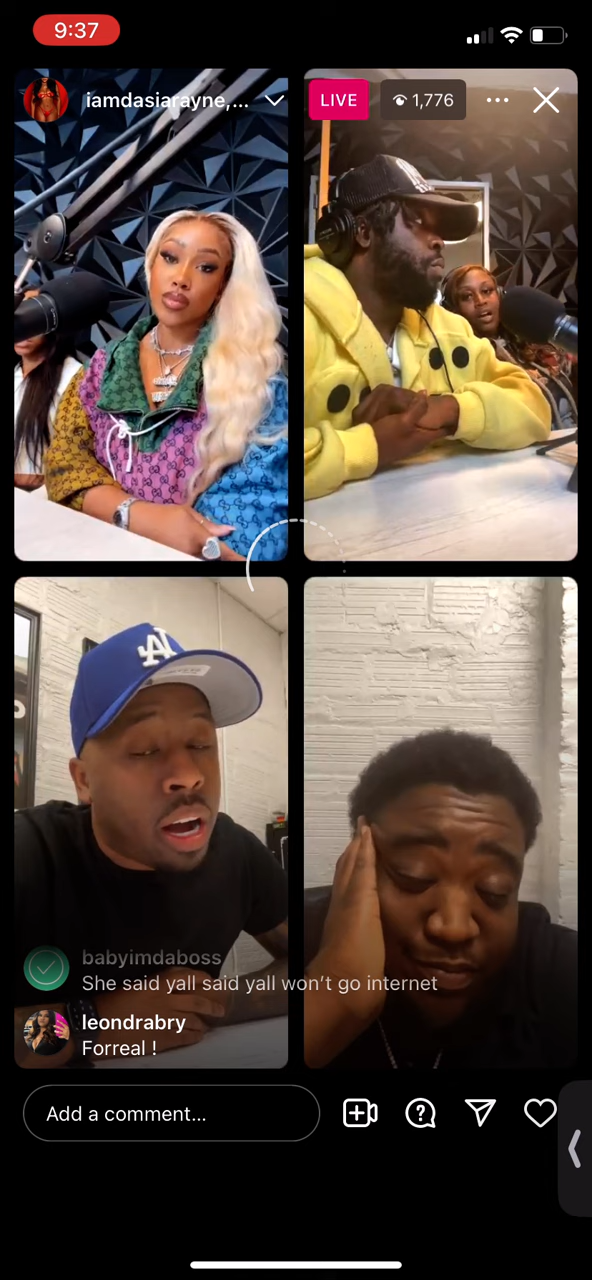 9:37
iamdasiarayne,...
LIVE
1,776
babyimdaboss
She said yall said yall won't go internet
leondrabry
Forreal !
Add a comment...